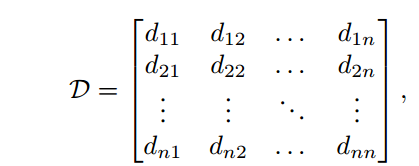 𝒟 = [ d₁₁ d₁₂ … d₁ₙ
d₂₁ d₂₂ … d₂ₙ
⋮ ⋮ ⋱ ⋮
dₙ₁ dₙ₂ … dₙₙ ] ,